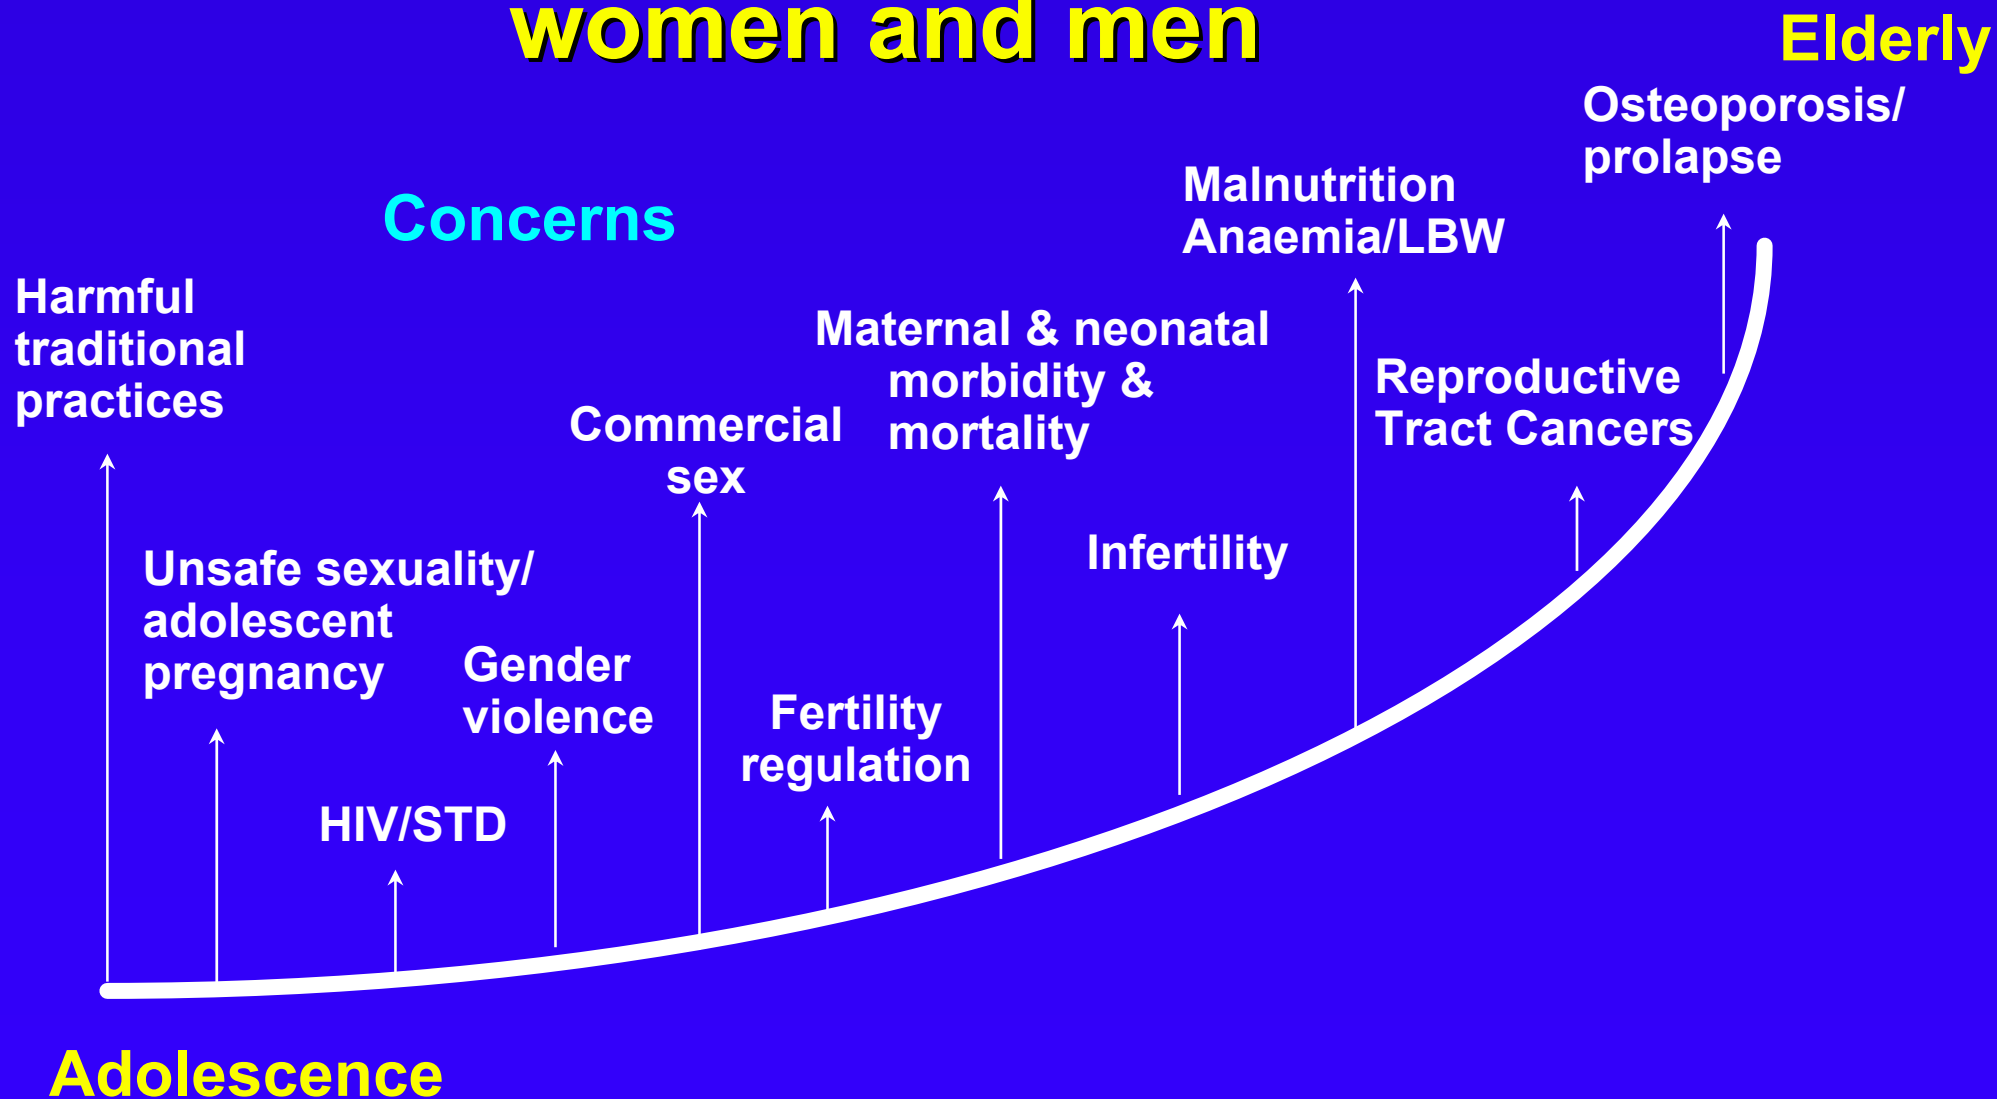 women and men
Elderly
Osteoporosis/
prolapse
Malnutrition
Anaemia/LBW
Concerns
Harmful
traditional
practices
Maternal & neonatal
morbidity &
mortality
Reproductive
Tract Cancers
Commercial
sex
Infertility
Unsafe sexuality/
adolescent
pregnancy
Gender
violence
Fertility
regulation
HIV/STD
Adolescence